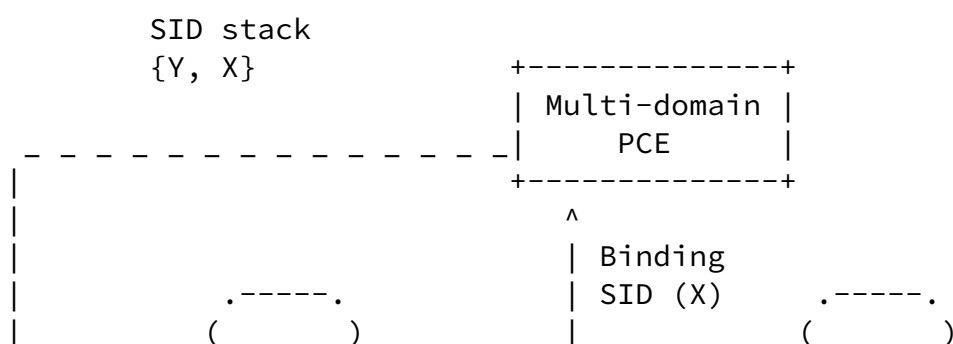 SID stack
{Y, X}
Multi-domain
PCE
Binding
SID (X)